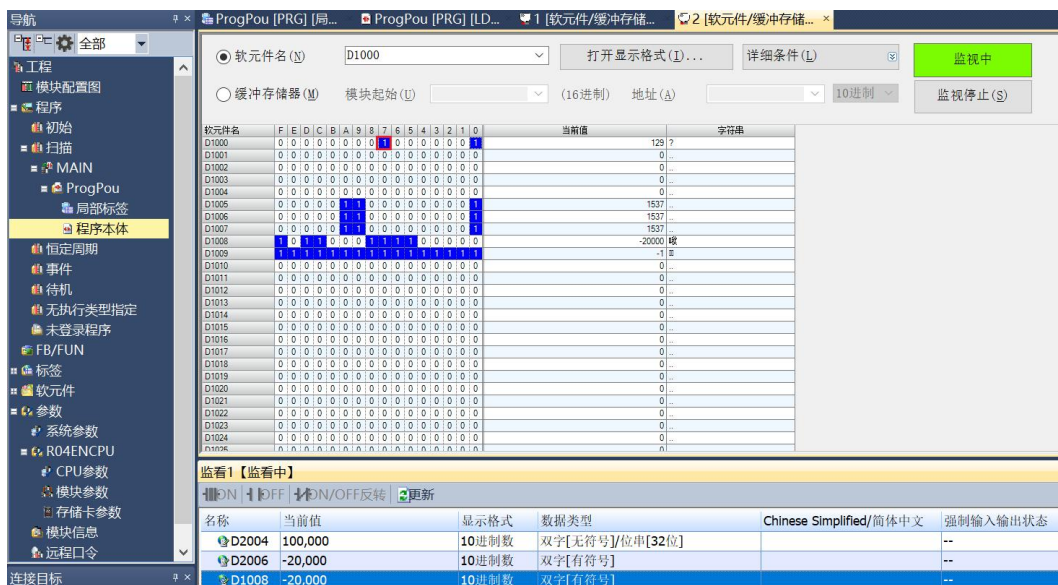 导航
ProgPou [PRG] [局...
ProgPou [PRG] [LD...
1 [软元件/缓冲存储...
2 [软元件/缓冲存储...
全部
工程
模块配置图
程序
初始
扫描
MAIN
ProgPou
局部标签
程序本体
恒定周期
事件
待机
无执行类型指定
未登录程序
FB/FUN
标签
软元件
参数
系统参数
R04ENCPU
CPU参数
模块参数
存储卡参数
模块信息
远程口令
连接目标
软元件名(N) D1000 打开显示格式(I)... 详细条件(L) 监视中
缓冲存储器(M) 模块起始(U) (16进制) 地址(A) 10进制 监视停止(S)
软元件名 F E D C B A 9 8 7 6 5 4 3 2 1 0 当前值 字符串
D1000 0 0 0 0 0 0 0 0 1 0 0 0 0 0 0 1 129 ?
D1001 0 0 0 0 0 0 0 0 0 0 0 0 0 0 0 0 0 ..
D1002 0 0 0 0 0 0 0 0 0 0 0 0 0 0 0 0 0 ..
D1003 0 0 0 0 0 0 0 0 0 0 0 0 0 0 0 0 0 ..
D1004 0 0 0 0 0 0 0 0 0 0 0 0 0 0 0 0 0 ..
D1005 0 0 0 0 0 1 1 0 0 0 0 0 0 0 0 1 1537 ..
D1006 0 0 0 0 0 1 1 0 0 0 0 0 0 0 0 1 1537 ..
D1007 0 0 0 0 0 1 1 0 0 0 0 0 0 0 0 1 1537 ..
D1008 1 0 1 1 0 0 0 1 1 1 1 0 0 0 0 0 -20000
D1009 1 1 1 1 1 1 1 1 1 1 1 1 1 1 1 1 -1
D1010 0 0 0 0 0 0 0 0 0 0 0 0 0 0 0 0 0 ..
D1011 0 0 0 0 0 0 0 0 0 0 0 0 0 0 0 0 0 ..
D1012 0 0 0 0 0 0 0 0 0 0 0 0 0 0 0 0 0 ..
D1013 0 0 0 0 0 0 0 0 0 0 0 0 0 0 0 0 0 ..
D1014 0 0 0 0 0 0 0 0 0 0 0 0 0 0 0 0 0 ..
D1015 0 0 0 0 0 0 0 0 0 0 0 0 0 0 0 0 0 ..
D1016 0 0 0 0 0 0 0 0 0 0 0 0 0 0 0 0 0 ..
D1017 0 0 0 0 0 0 0 0 0 0 0 0 0 0 0 0 0 ..
D1018 0 0 0 0 0 0 0 0 0 0 0 0 0 0 0 0 0 ..
D1019 0 0 0 0 0 0 0 0 0 0 0 0 0 0 0 0 0 ..
D1020 0 0 0 0 0 0 0 0 0 0 0 0 0 0 0 0 0 ..
D1021 0 0 0 0 0 0 0 0 0 0 0 0 0 0 0 0 0 ..
D1022 0 0 0 0 0 0 0 0 0 0 0 0 0 0 0 0 0 ..
D1023 0 0 0 0 0 0 0 0 0 0 0 0 0 0 0 0 0 ..
D1024 0 0 0 0 0 0 0 0 0 0 0 0 0 0 0 0 0 ..
D1025 0 0 0 0 0 0 0 0 0 0 0 0 0 0 0 0 0 ..
监看1【监看中】
ON OFF ON/OFF反转 更新
名称 当前值 显示格式 数据类型 Chinese Simplified/简体中文 强制输入输出状态
D2004 100,000 10进制数 双字[无符号]/位串[32位] --
D2006 -20,000 10进制数 双字[有符号] --
D1008 -20,000 10进制数 双字[有符号] --